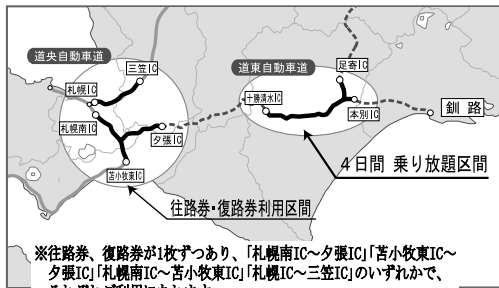 道央自動車道
三笠IC
札幌IC
札幌南IC
夕張IC
苫小牧東IC
往路券・復路券利用区間
道東自動車道
足寄IC
十勝清水IC
本別IC
釧路
4日間 乗り放題区間
※往路券、復路券が1枚ずつあり、「札幌南IC〜夕張IC」「苫小牧東IC〜
夕張IC」「札幌南IC〜苫小牧東IC」「札幌IC〜三笠IC」のいずれかで、